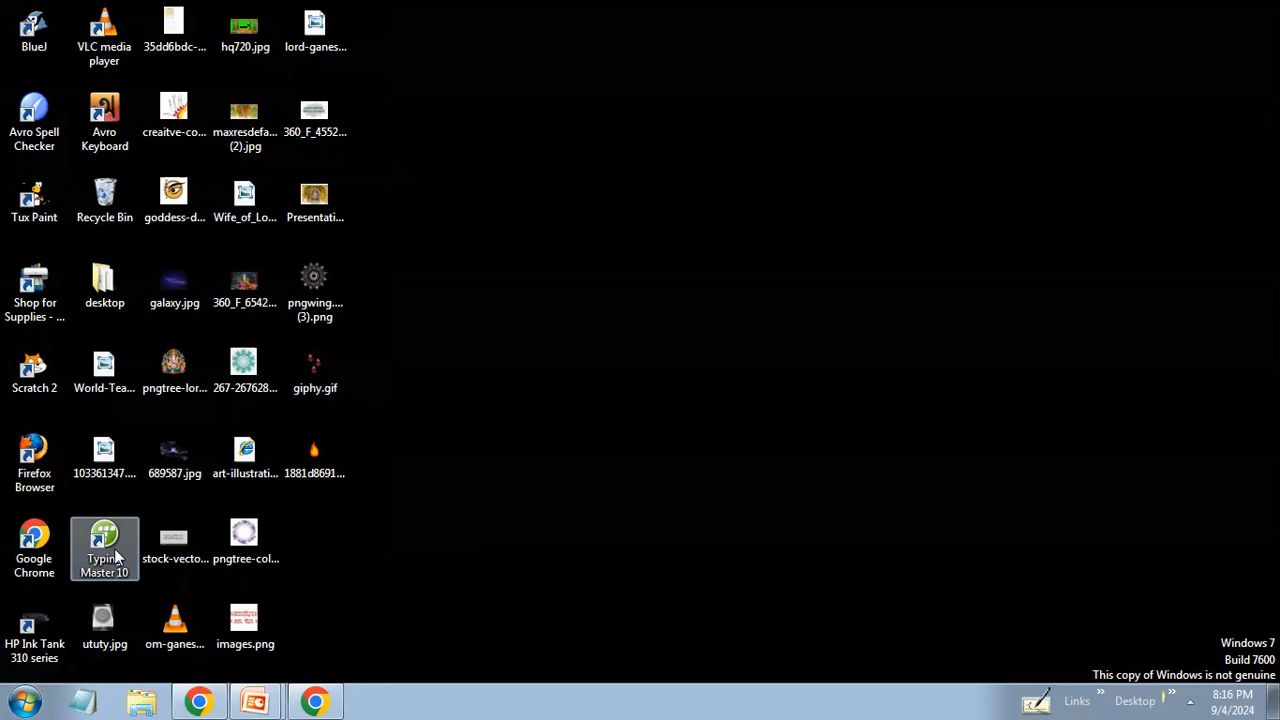 BlueJ
VLC media
player
35dd6bdc-...
hq720.jpg
lord-ganes...
Avro Spell
Checker
Avro
Keyboard
creaitve-co...
maxresdefa...
(2).jpg
360_F_4552...
Tux Paint
Recycle Bin
goddess-d...
Wife_of_Lo...
Presentati...
Shop for
Supplies - ...
desktop
galaxy.jpg
360_F_6542...
pngwing....
(3).png
Scratch 2
World-Tea...
pngtree-lor...
267-267628...
giphy.gif
Firefox
Browser
103361347....
689587.jpg
art-illustrati...
1881d8691...
Google
Chrome
Typing
Master 10
stock-vecto...
pngtree-col...
HP Ink Tank
310 series
ututy.jpg
om-ganes...
images.png
Windows 7
Build 7600
This copy of Windows is not genuine
Links
Desktop
8:16 PM
9/4/2024